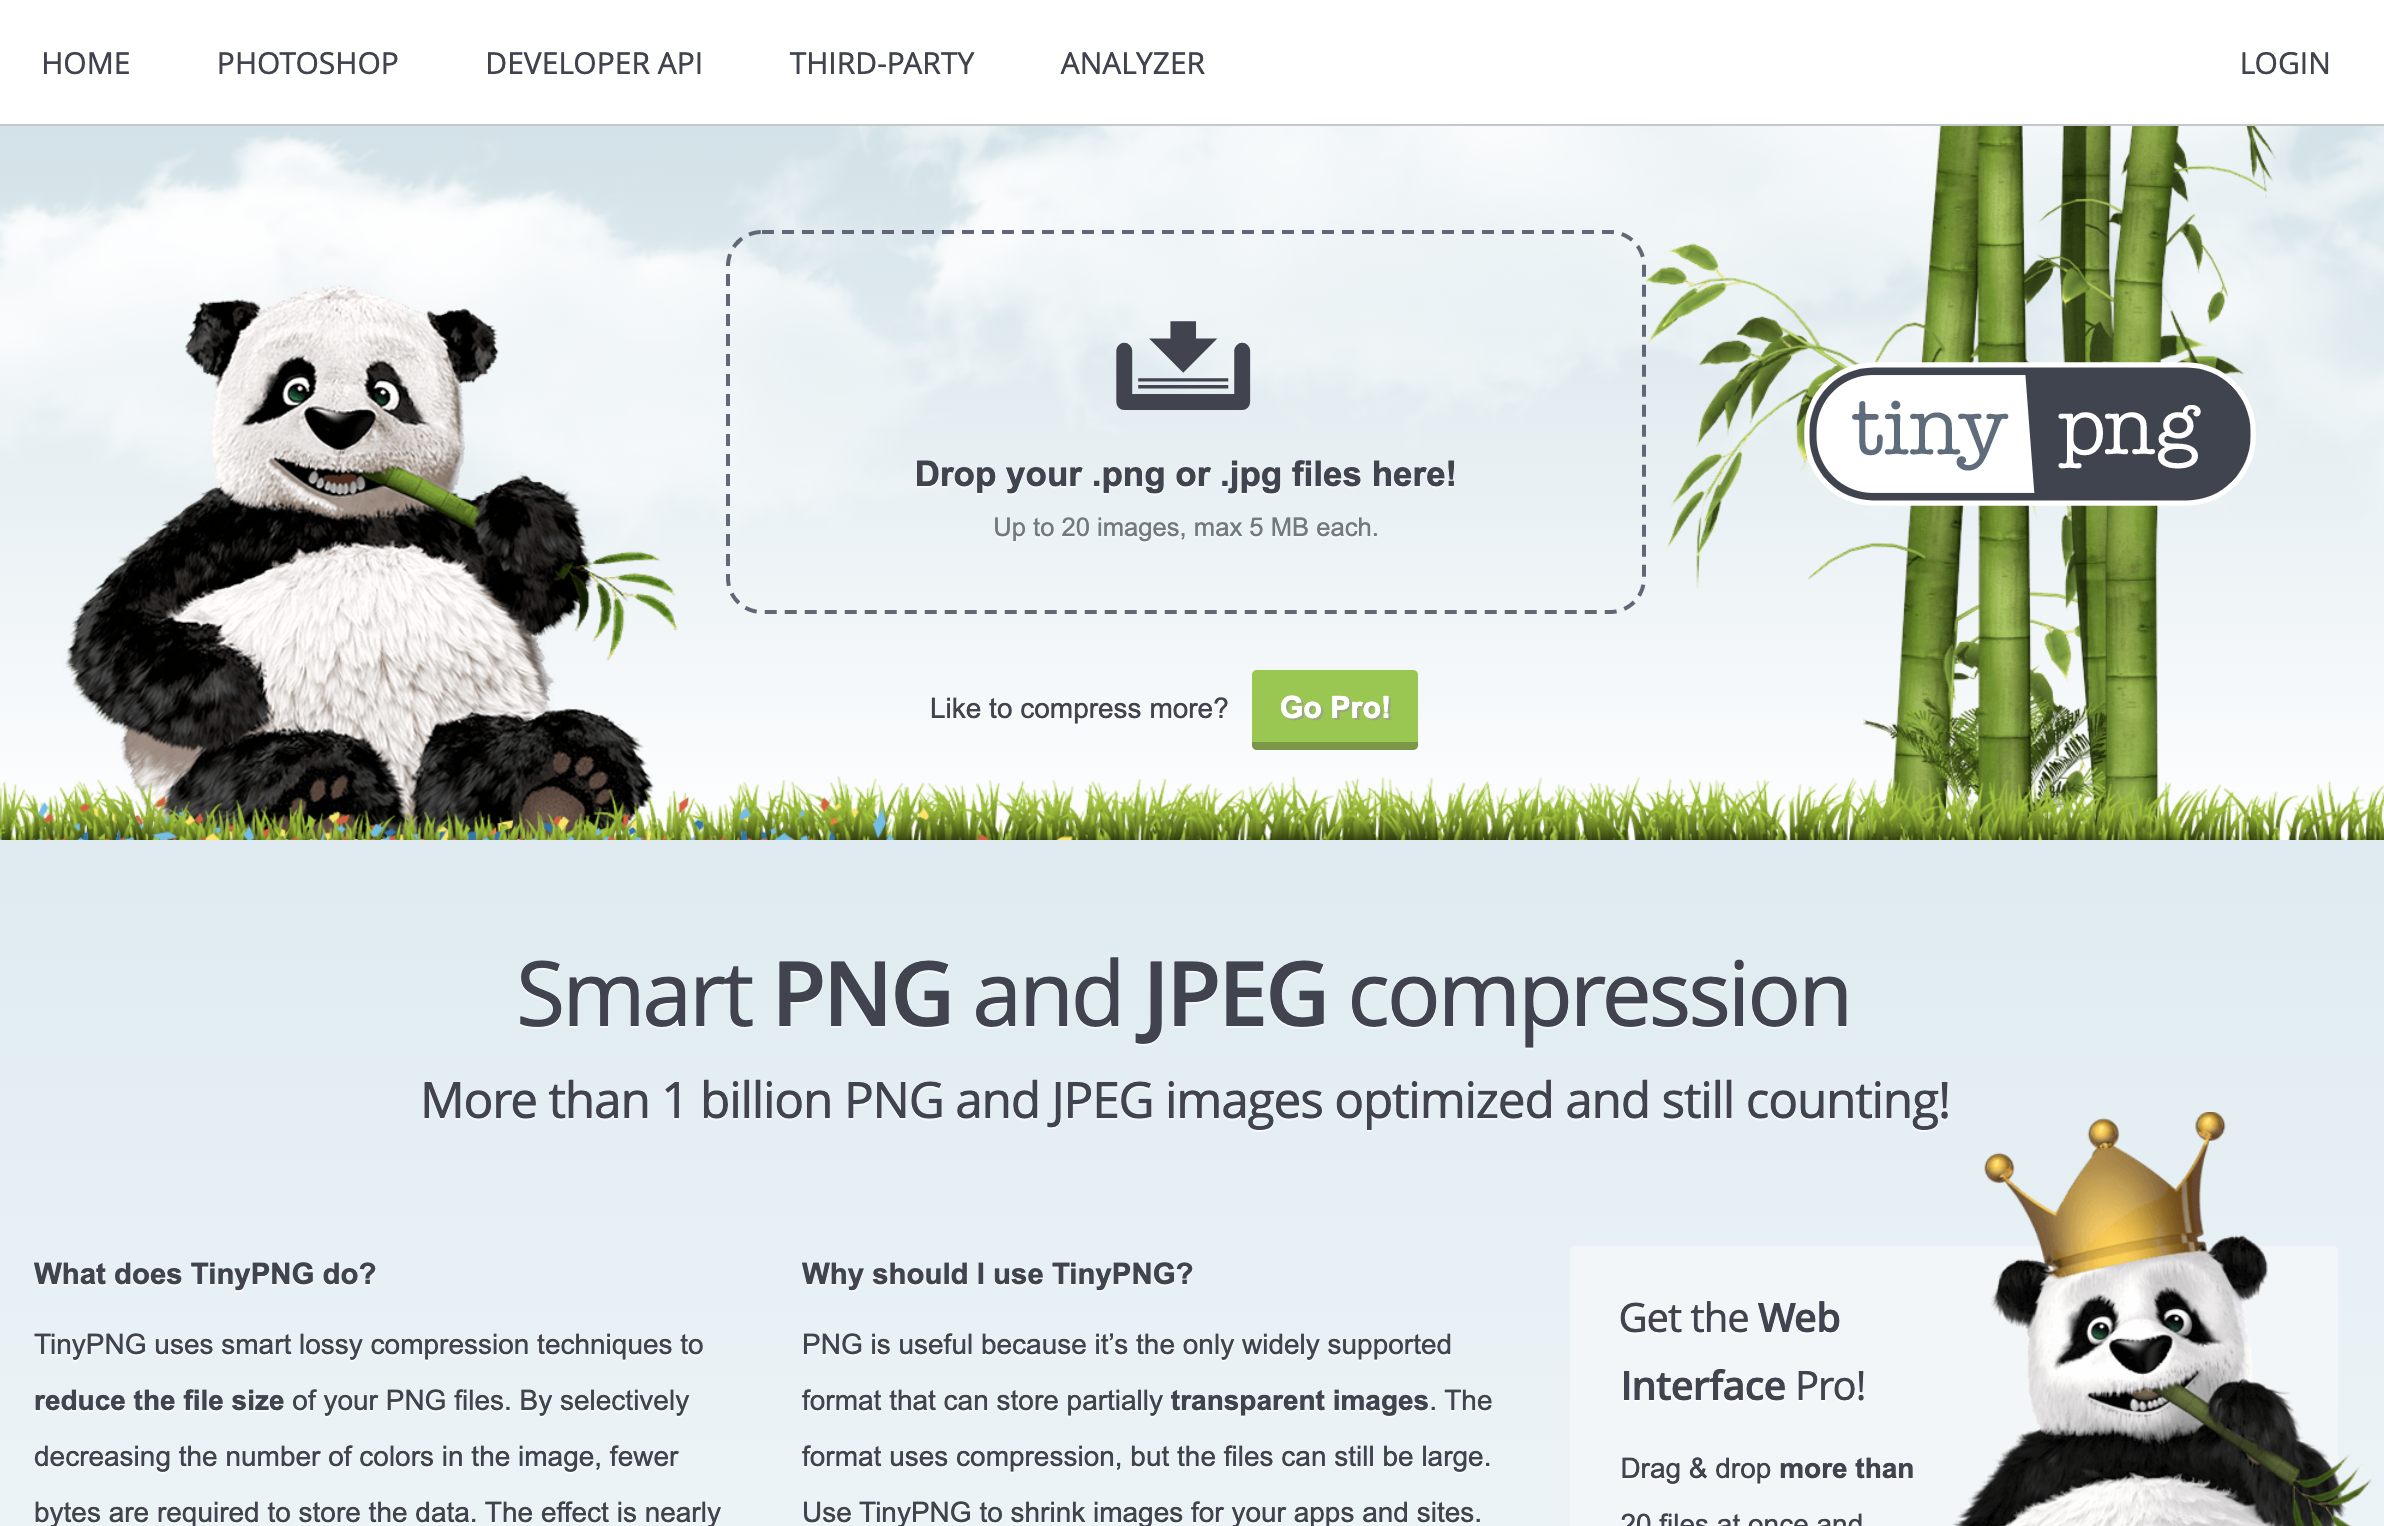 HOME
PHOTOSHOP
DEVELOPER API
THIRD-PARTY
ANALYZER
LOGIN
Drop your .png or .jpg files here!
Up to 20 images, max 5 MB each.
tiny png
Like to compress more? Go Pro!
Smart PNG and JPEG compression
More than 1 billion PNG and JPEG images optimized and still counting!
What does TinyPNG do?
TinyPNG uses smart lossy compression techniques to
reduce the file size of your PNG files. By selectively
decreasing the number of colors in the image, fewer
bytes are required to store the data. The effect is nearly
Why should I use TinyPNG?
PNG is useful because it’s the only widely supported
format that can store partially transparent images. The
format uses compression, but the files can still be large.
Use TinyPNG to shrink images for your apps and sites.
Get the Web
Interface Pro!
Drag & drop more than
20 files at once and